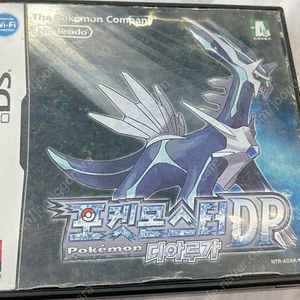 Wi-Fi
The Pokémon Company
Nintendo
DS
포켓몬스터DP
Pokémon 디아루가